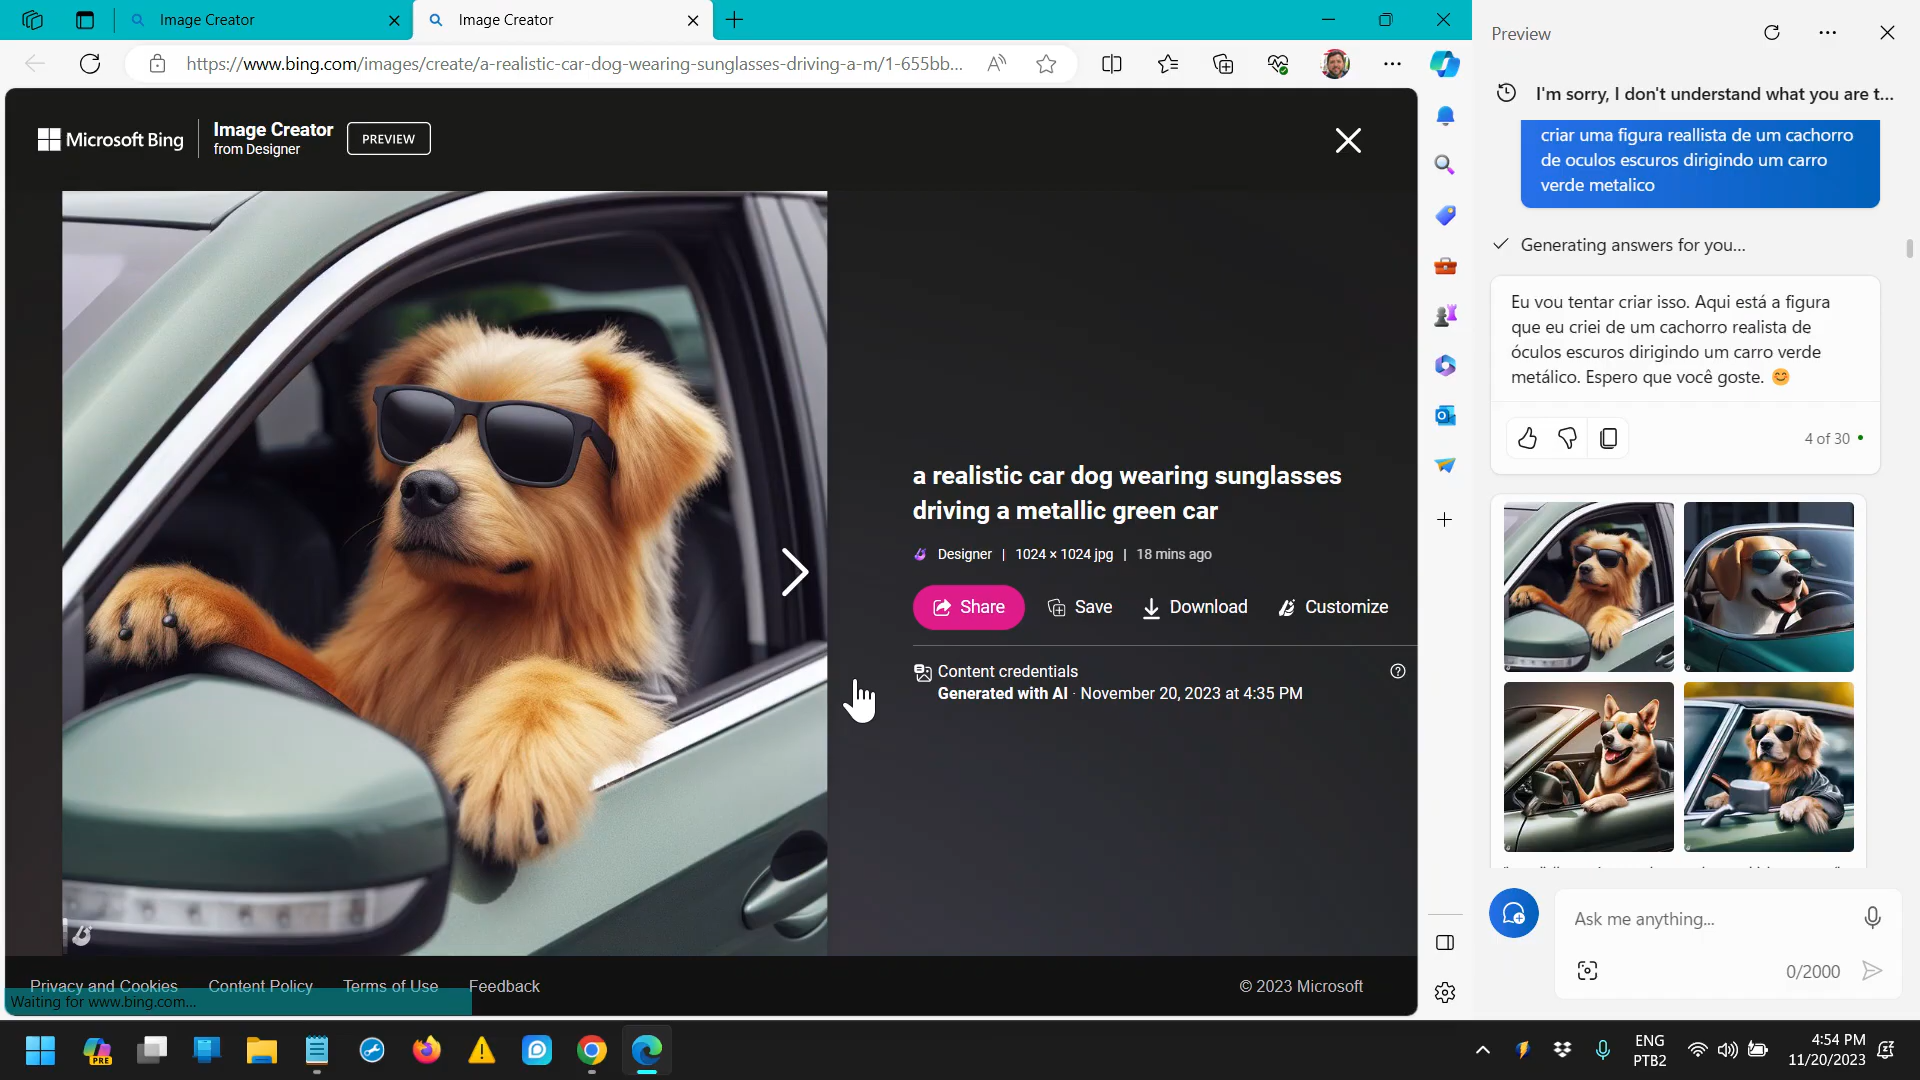 Image Creator
Image Creator
https://www.bing.com/images/create/a-realistic-car-dog-wearing-sunglasses-driving-a-m/1-655bb...
Microsoft Bing
Image Creator
from Designer
PREVIEW
a realistic car dog wearing sunglasses
driving a metallic green car
Designer | 1024 × 1024 jpg | 18 mins ago
Share
Save
Download
Customize
Content credentials
Generated with AI · November 20, 2023 at 4:35 PM
Privacy and Cookies
Content Policy
Terms of Use
Feedback
© 2023 Microsoft
Waiting for www.bing.com...
Preview
I'm sorry, I don't understand what you are t...
criar uma figura reallista de um cachorro
de oculos escuros dirigindo um carro
verde metalico
Generating answers for you...
Eu vou tentar criar isso. Aqui está a figura
que eu criei de um cachorro realista de
óculos escuros dirigindo um carro verde
metálico. Espero que você goste. 😊
4 of 30
Ask me anything...
0/2000
PRE
ENG
PTB2
4:54 PM
11/20/2023